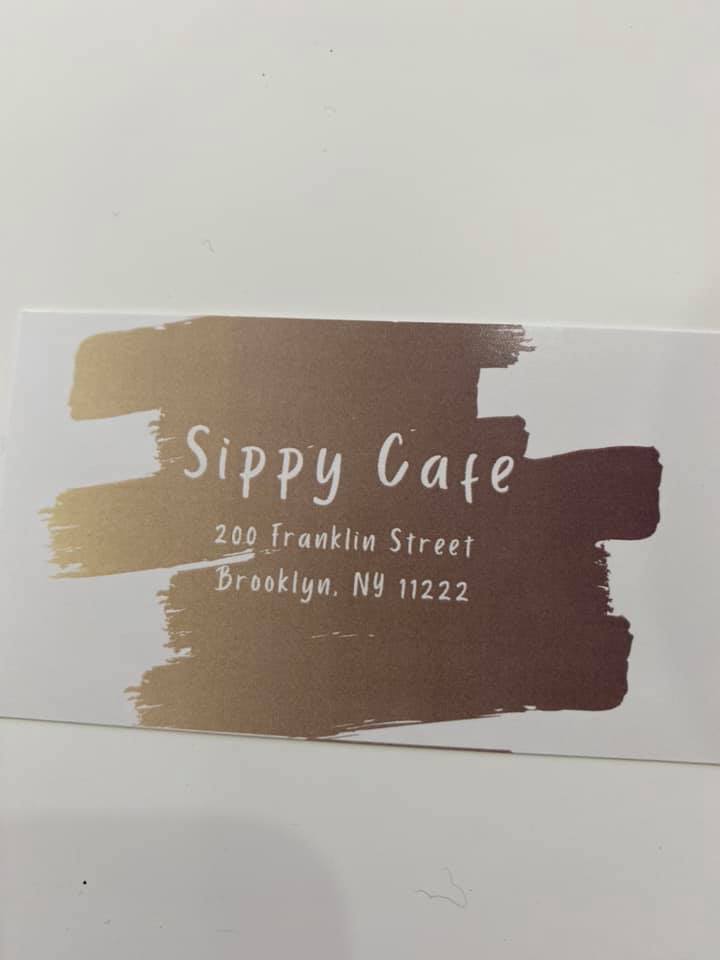 Sippy Cafe
200 Franklin Street
Brooklyn, NY 11222